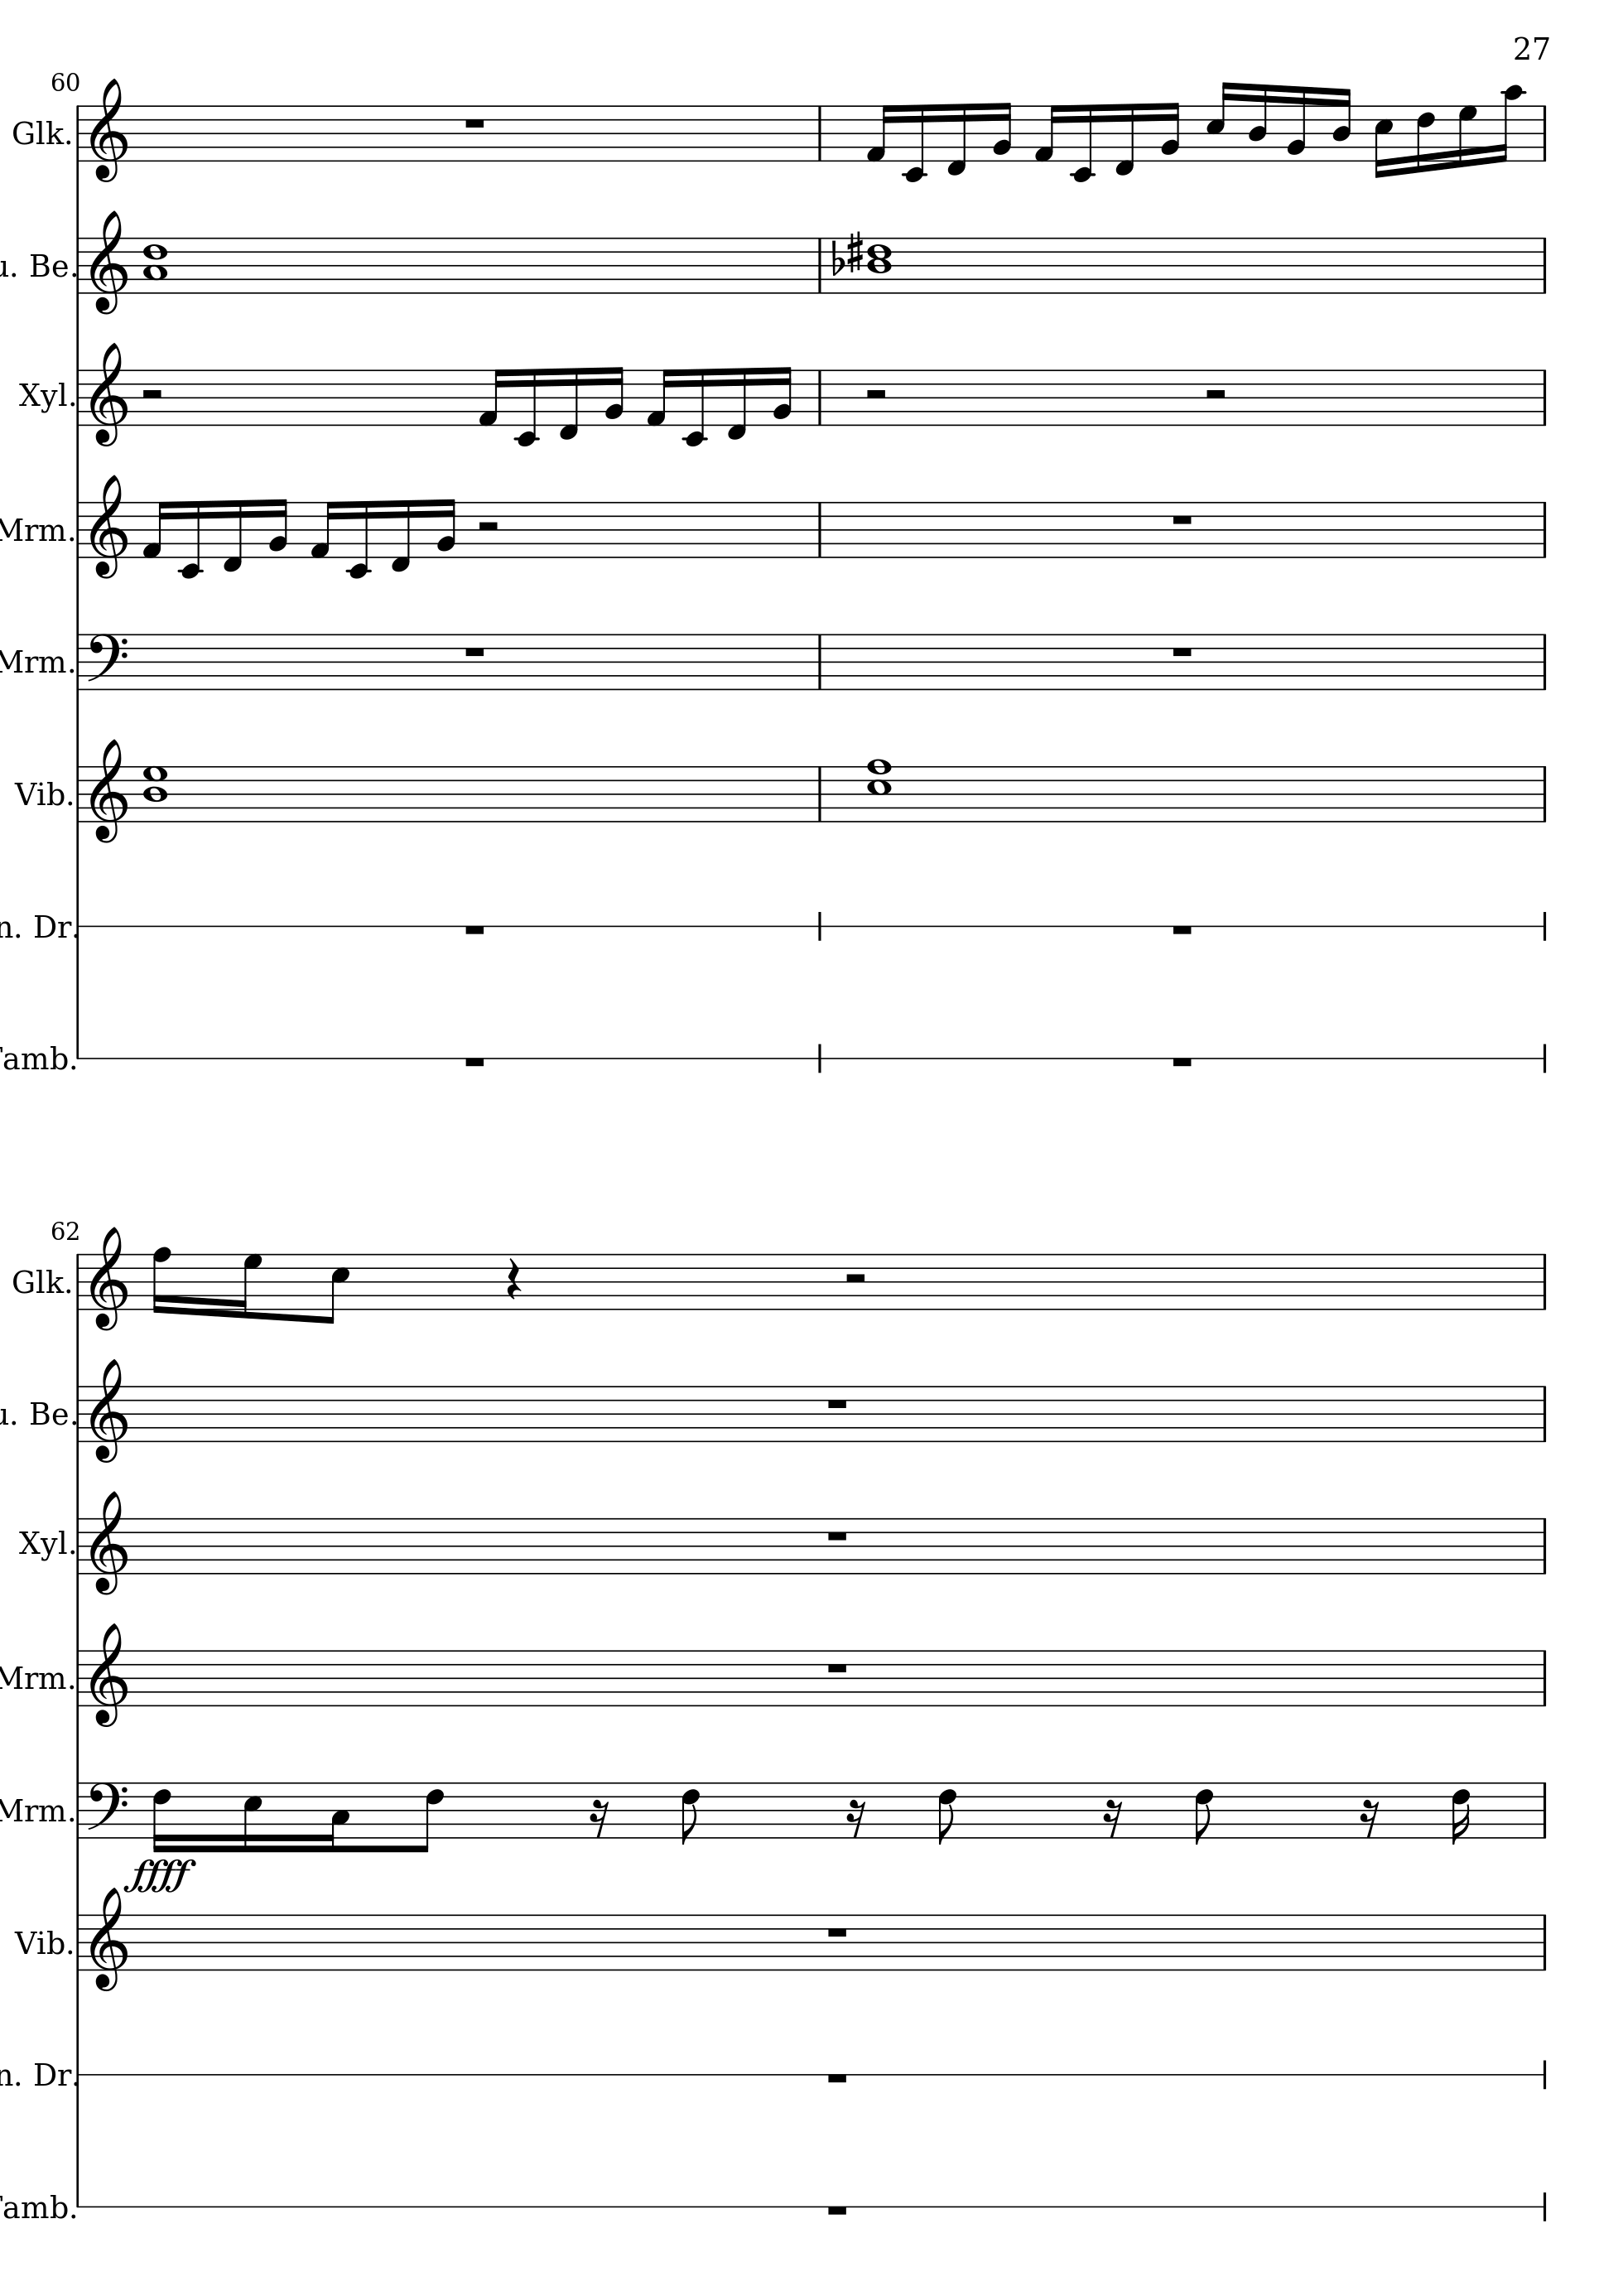 27
60
Glk.
u. Be.
Xyl.
Mrm.
Mrm.
Vib.
n. Dr.
Tamb.
62
Glk.
u. Be.
Xyl.
Mrm.
Mrm.
ffff
Vib.
n. Dr.
Tamb.